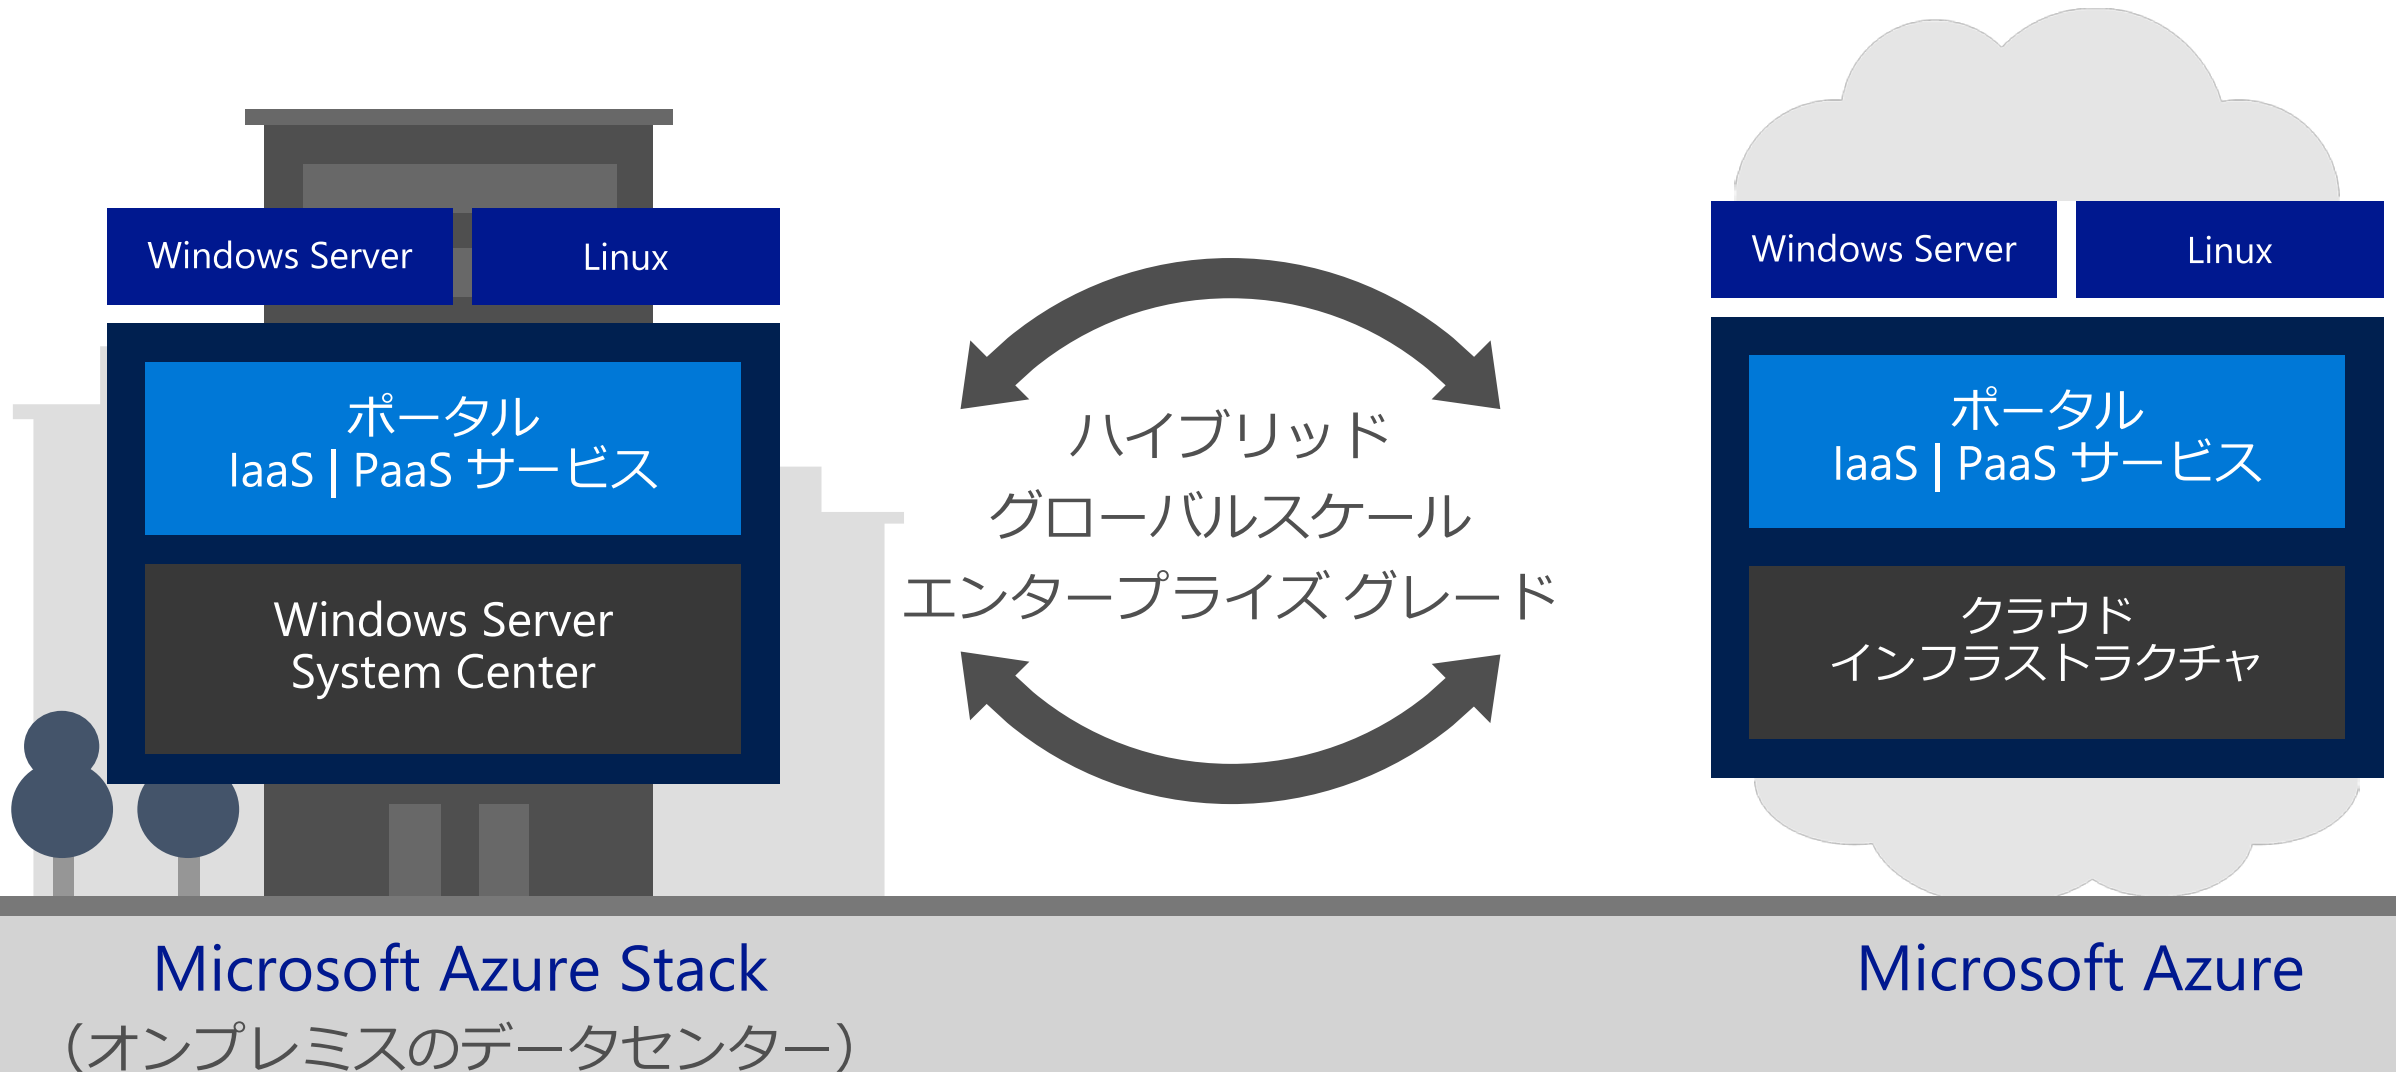 Windows Server
Linux
ポータル
IaaS | PaaS サービス
Windows Server
System Center
ハイブリッド
グローバルスケール
エンタープライズ グレード
Windows Server
Linux
ポータル
IaaS | PaaS サービス
クラウド
インフラストラクチャ
Microsoft Azure Stack
（オンプレミスのデータセンター）
Microsoft Azure